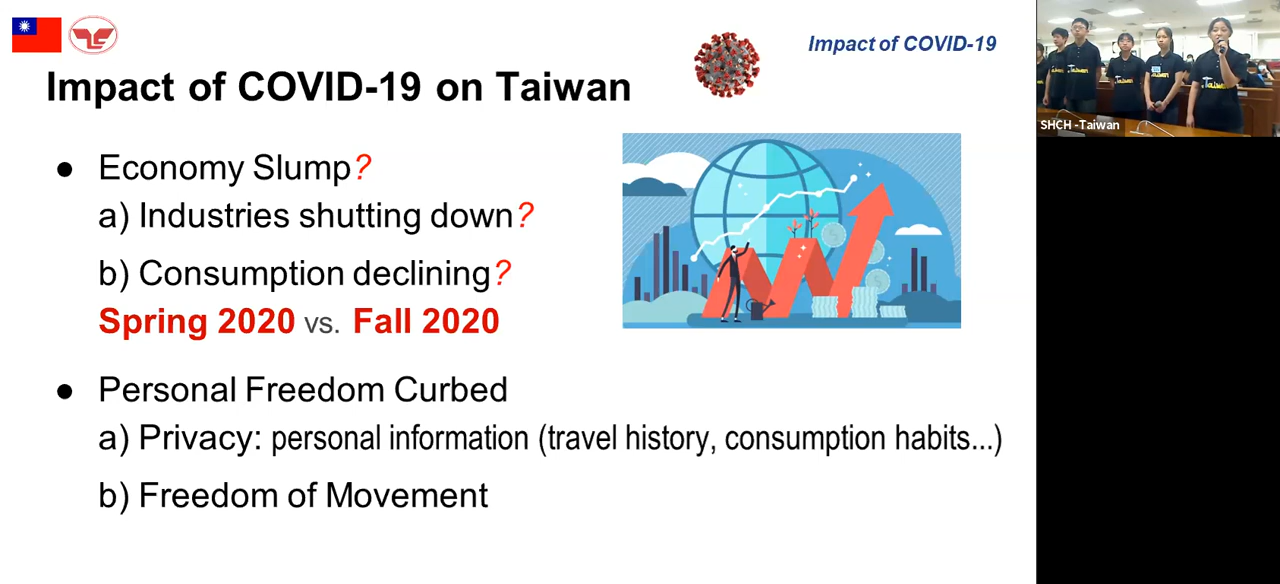 Impact of COVID-19
Impact of COVID-19 on Taiwan
● Economy Slump?
a) Industries shutting down?
b) Consumption declining?
Spring 2020 vs. Fall 2020
● Personal Freedom Curbed
a) Privacy: personal information (travel history, consumption habits...)
b) Freedom of Movement
SHCH -Taiwan